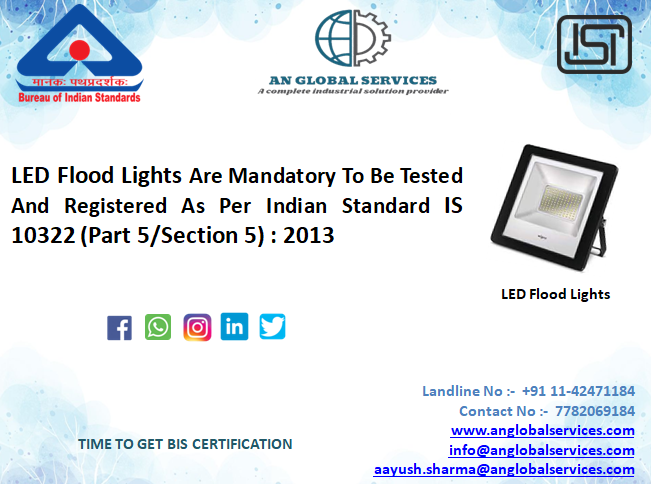 मानकः पथप्रदर्शकः
Bureau of Indian Standards
AN GLOBAL SERVICES
A complete industrial solution provider
ISI
LED Flood Lights Are Mandatory To Be Tested
And Registered As Per Indian Standard IS
10322 (Part 5/Section 5) : 2013
LED Flood Lights
Landline No :-  +91 11-42471184
Contact No :-  7782069184
www.anglobalservices.com
info@anglobalservices.com
aayush.sharma@anglobalservices.com
TIME TO GET BIS CERTIFICATION